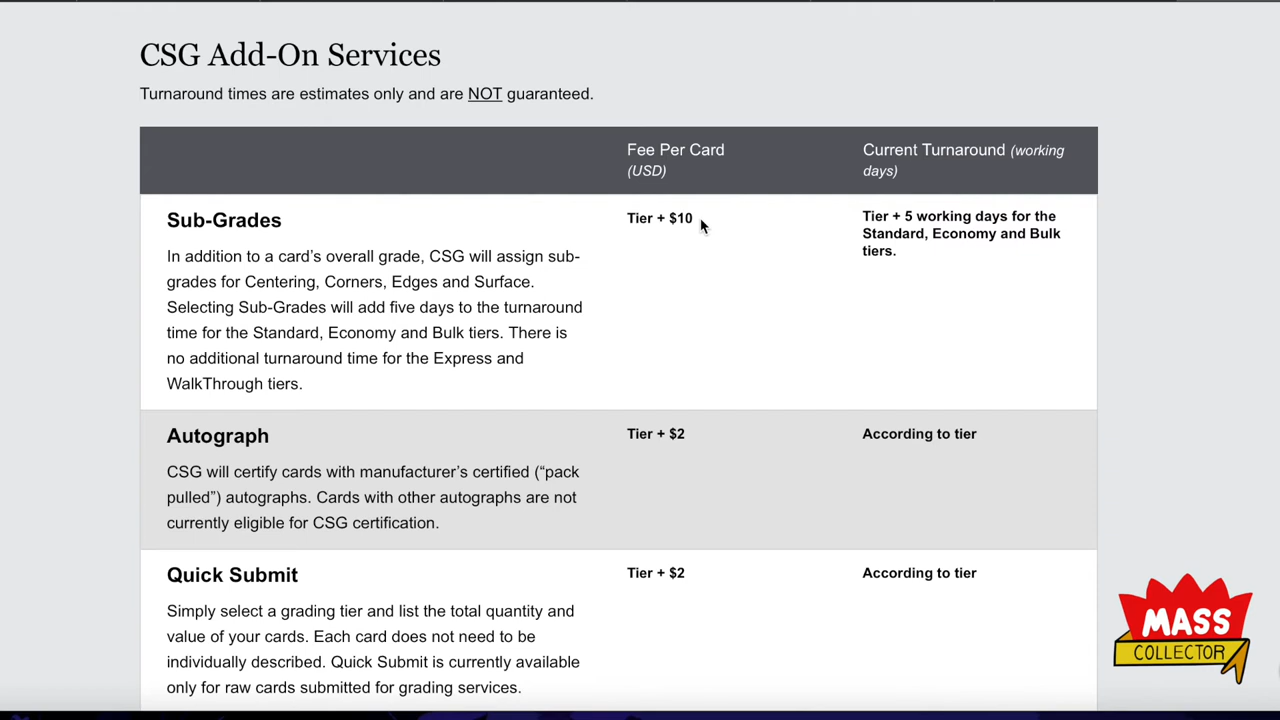 CSG Add-On Services
Turnaround times are estimates only and are NOT guaranteed.
Fee Per Card
(USD)
Current Turnaround (working
days)
Sub-Grades
In addition to a card’s overall grade, CSG will assign sub-
grades for Centering, Corners, Edges and Surface.
Selecting Sub-Grades will add five days to the turnaround
time for the Standard, Economy and Bulk tiers. There is
no additional turnaround time for the Express and
WalkThrough tiers.
Tier + $10
Tier + 5 working days for the
Standard, Economy and Bulk
tiers.
Autograph
CSG will certify cards with manufacturer’s certified (“pack
pulled”) autographs. Cards with other autographs are not
currently eligible for CSG certification.
Tier + $2
According to tier
Quick Submit
Simply select a grading tier and list the total quantity and
value of your cards. Each card does not need to be
individually described. Quick Submit is currently available
only for raw cards submitted for grading services.
Tier + $2
According to tier
MASS
COLLECTOR